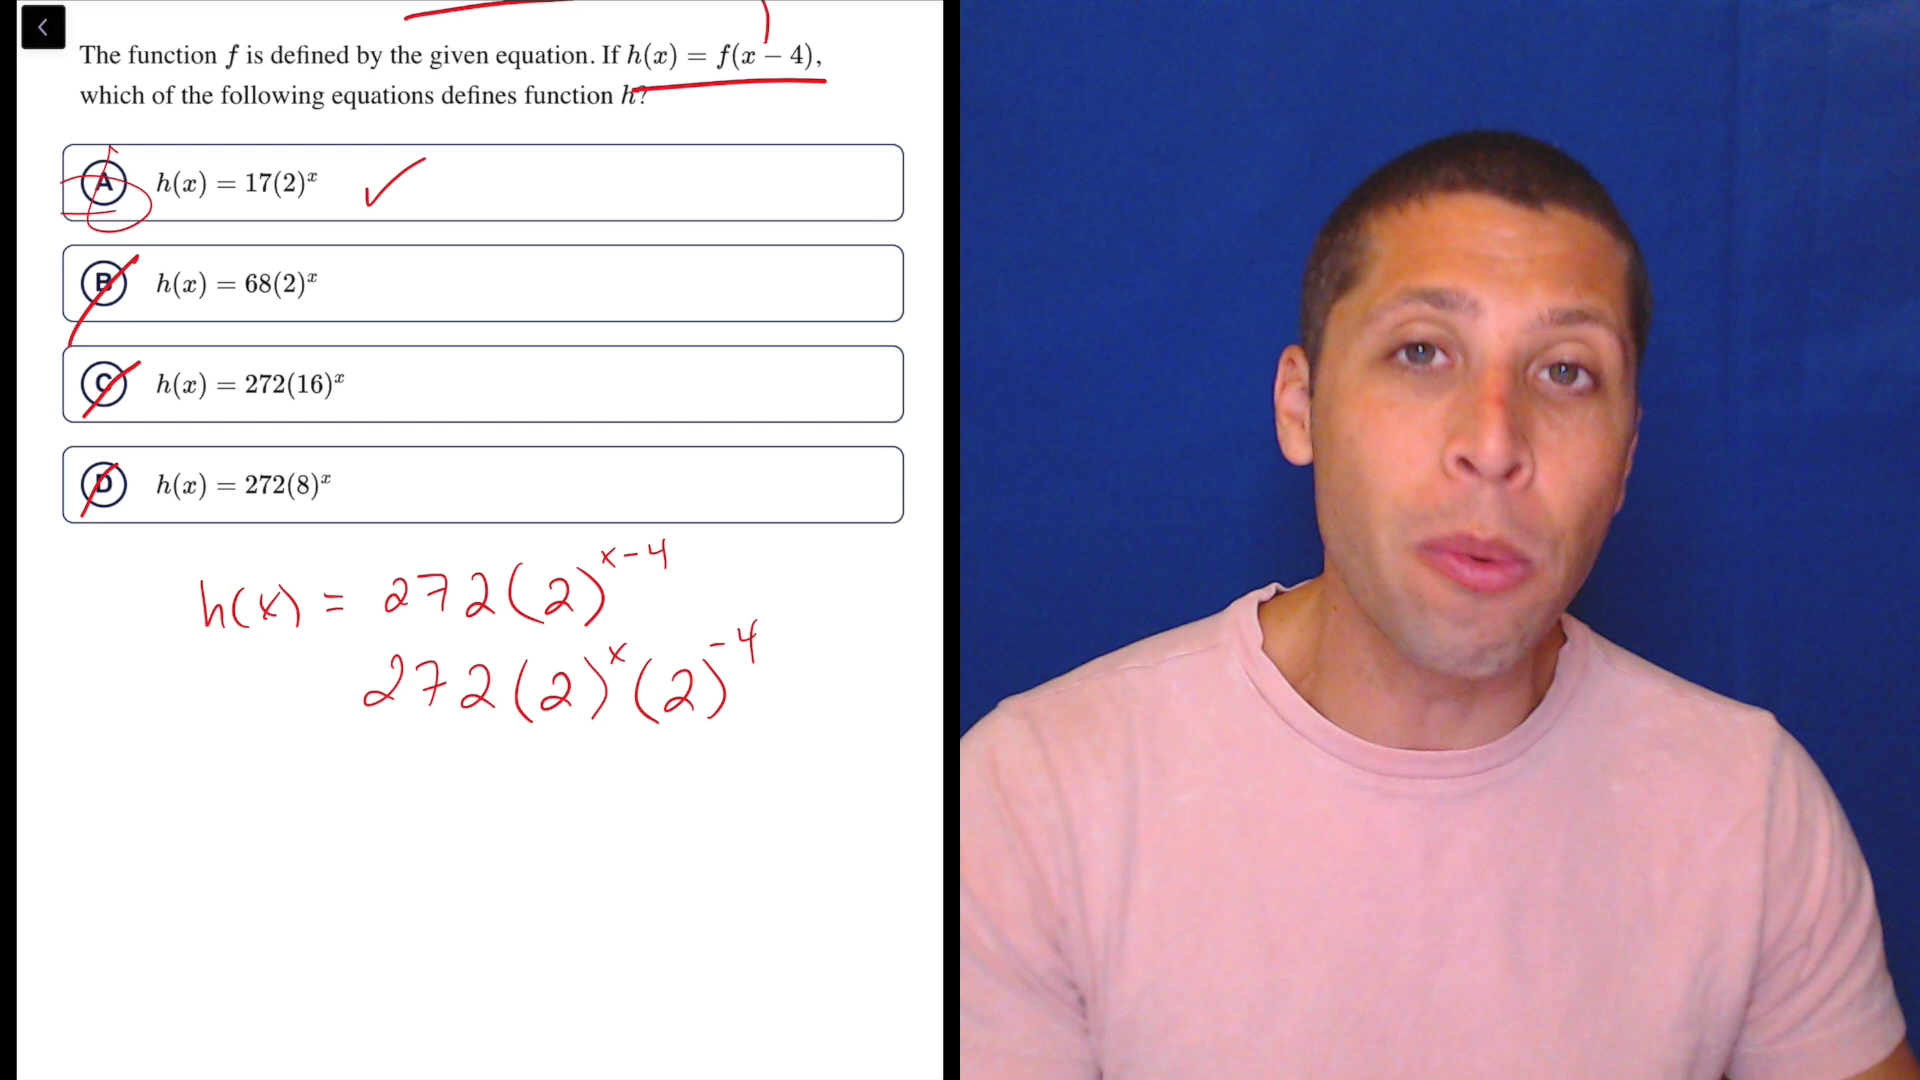 The function f is defined by the given equation. If h(x) = f(x − 4),
which of the following equations defines function h?
A h(x) = 17(2)^x
B h(x) = 68(2)^x
C h(x) = 272(16)^x
D h(x) = 272(8)^x
h(x) = 272(2)^x-4
272(2)^x(2)^-4